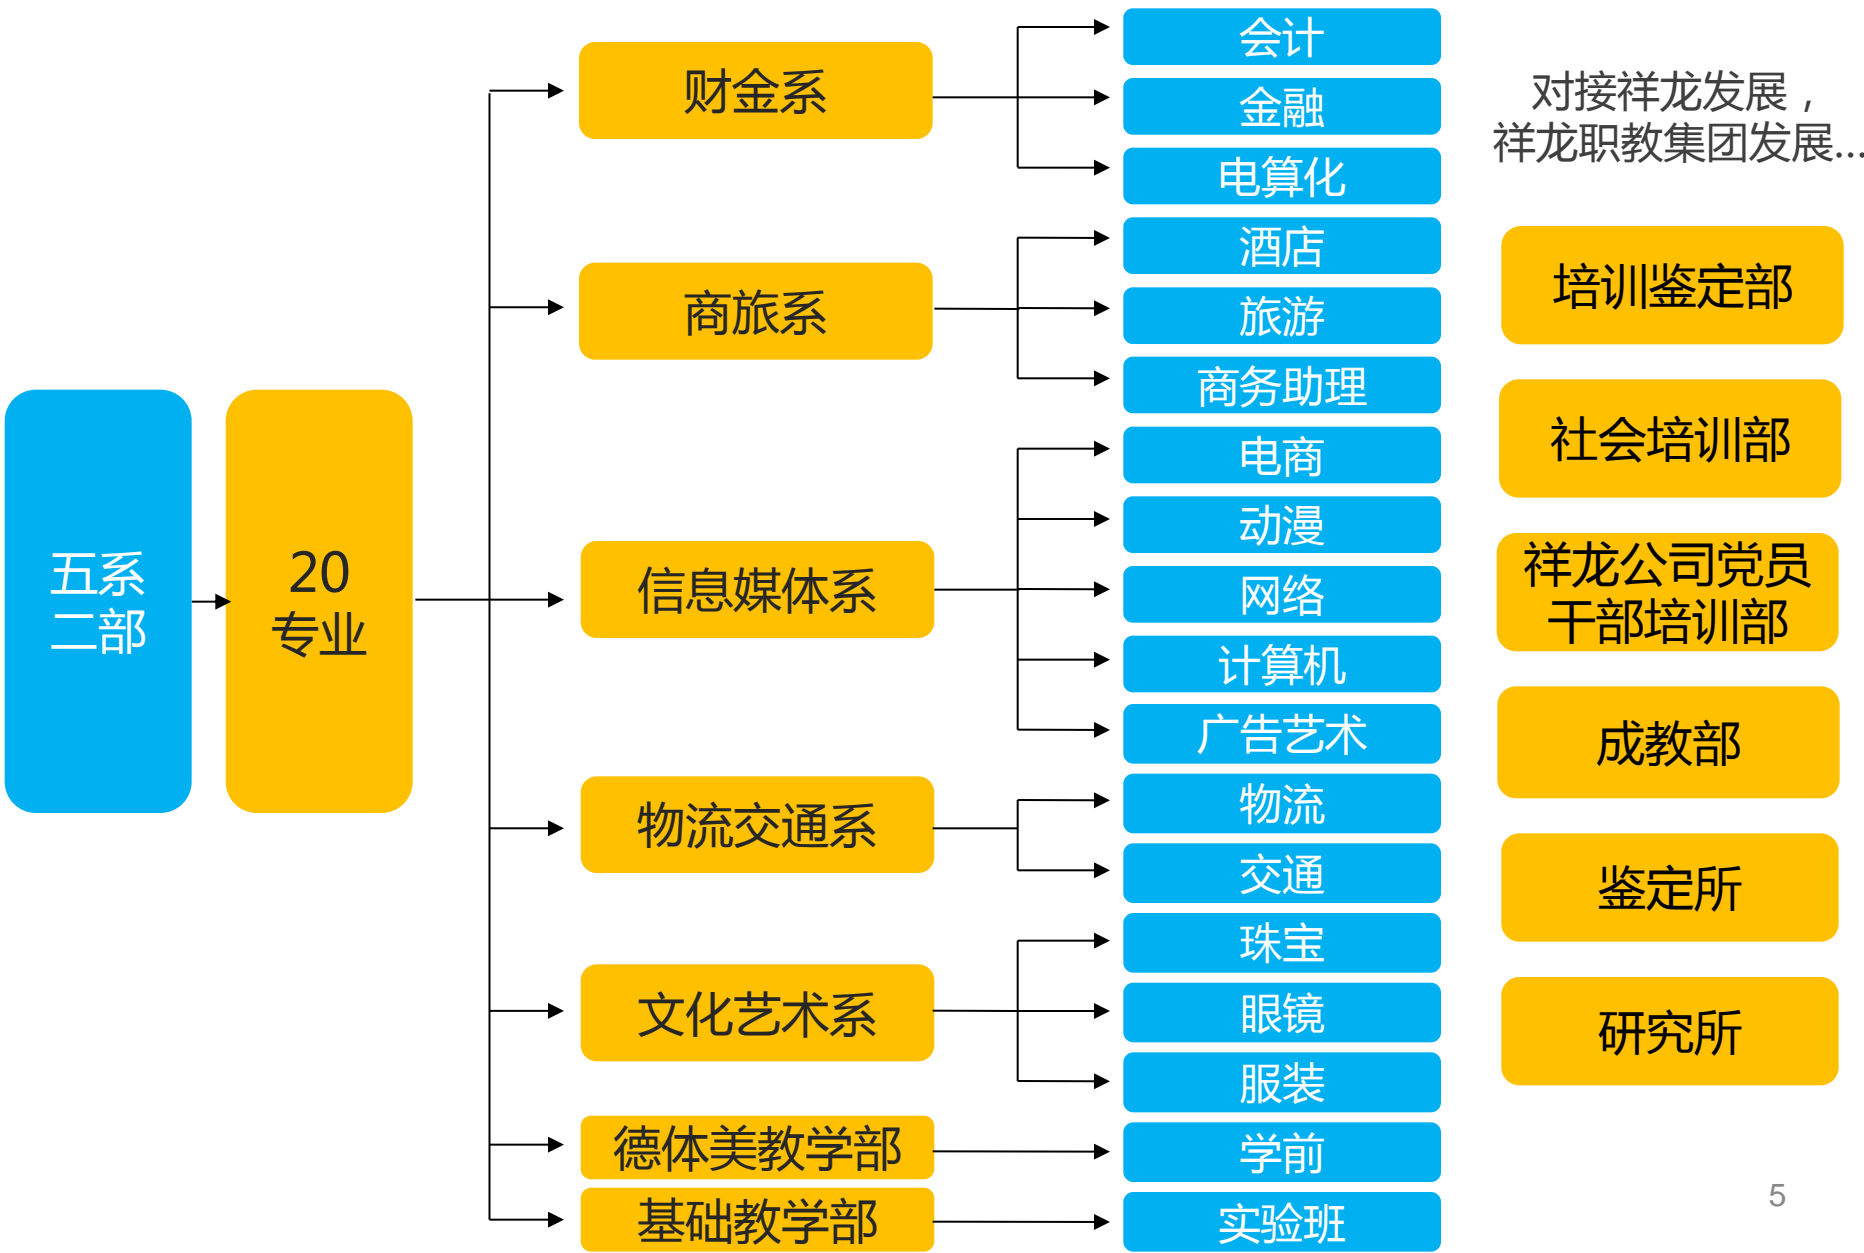 五系
二部
20
专业
财金系
商旅系
信息媒体系
物流交通系
文化艺术系
德体美教学部
基础教学部
会计
金融
电算化
酒店
旅游
商务助理
电商
动漫
网络
计算机
广告艺术
物流
交通
珠宝
眼镜
服装
学前
实验班
对接祥龙发展，
祥龙职教集团发展...
培训鉴定部
社会培训部
祥龙公司党员
干部培训部
成教部
鉴定所
研究所
5